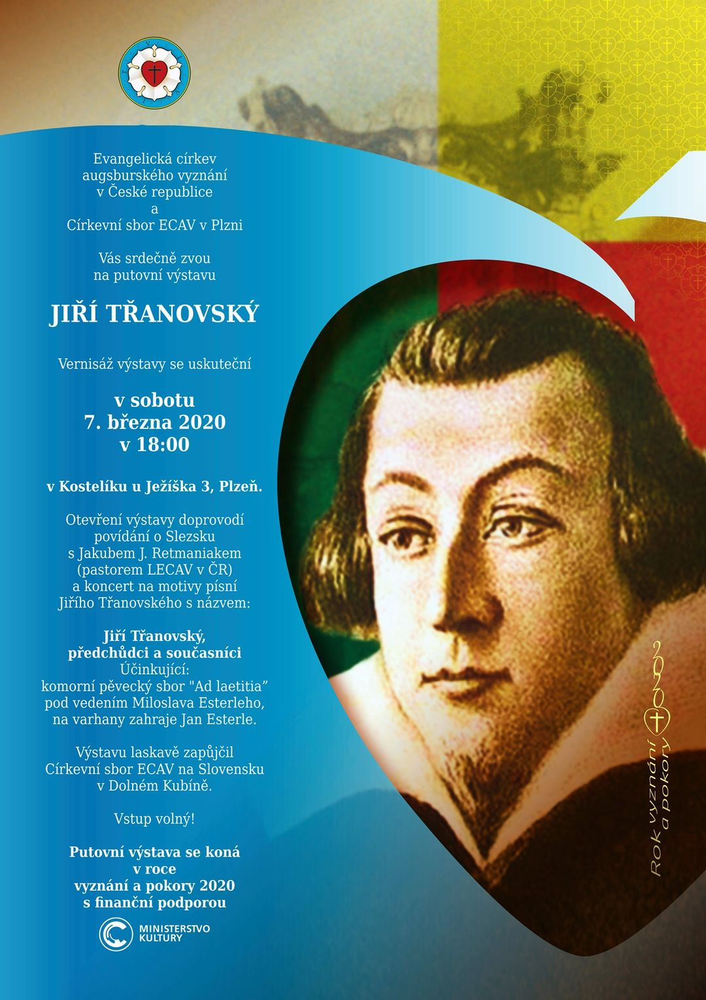 Evangelická církev
augsburského vyznání
v České republice
a
Církevní sbor ECAV v Plzni
Vás srdečně zvou
na putovní výstavu
JIŘÍ TŘANOVSKÝ
Vernisáž výstavy se uskuteční
v sobotu
7. března 2020
v 18:00
v Kostelíku u Ježíška 3, Plzeň.
Otevření výstavy doprovodí
povídání o Slezsku
s Jakubem J. Retmaniakem
(pastorem LECAV v ČR)
a koncert na motivy písní
Jiřího Třanovského s názvem:
Jiří Třanovský,
předchůdci a současníci
Účinkující:
komorní pěvecký sbor "Ad laetitia”
pod vedením Miloslava Esterleho,
na varhany zahraje Jan Esterle.
Výstavu laskavě zapůjčil
Církevní sbor ECAV na Slovensku
v Dolném Kubíně.
Vstup volný!
Putovní výstava se koná
v roce
vyznání a pokory 2020
s finanční podporou
MINISTERSTVO
KULTURY
2020
Rok vyznání
a pokory